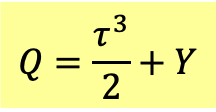 Q = τ³/2 + Y